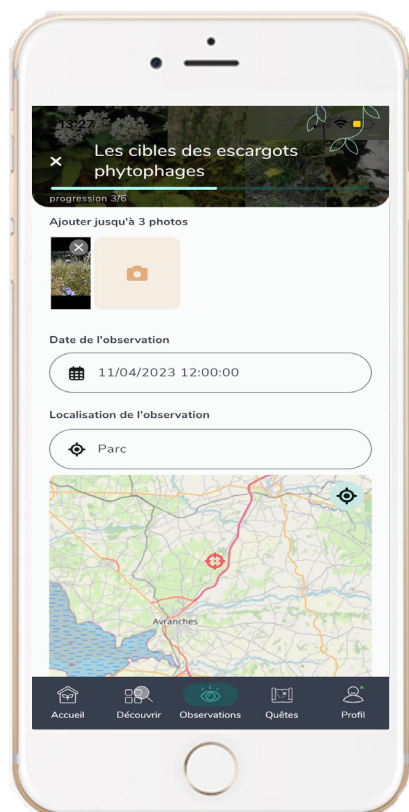 13:27
Les cibles des escargots
phytophages
progression 3/6
Ajouter jusqu'à 3 photos
Date de l'observation
11/04/2023 12:00:00
Localisation de l'observation
Parc
Avranches
Accueil Découvrir Observations Quêtes Profil